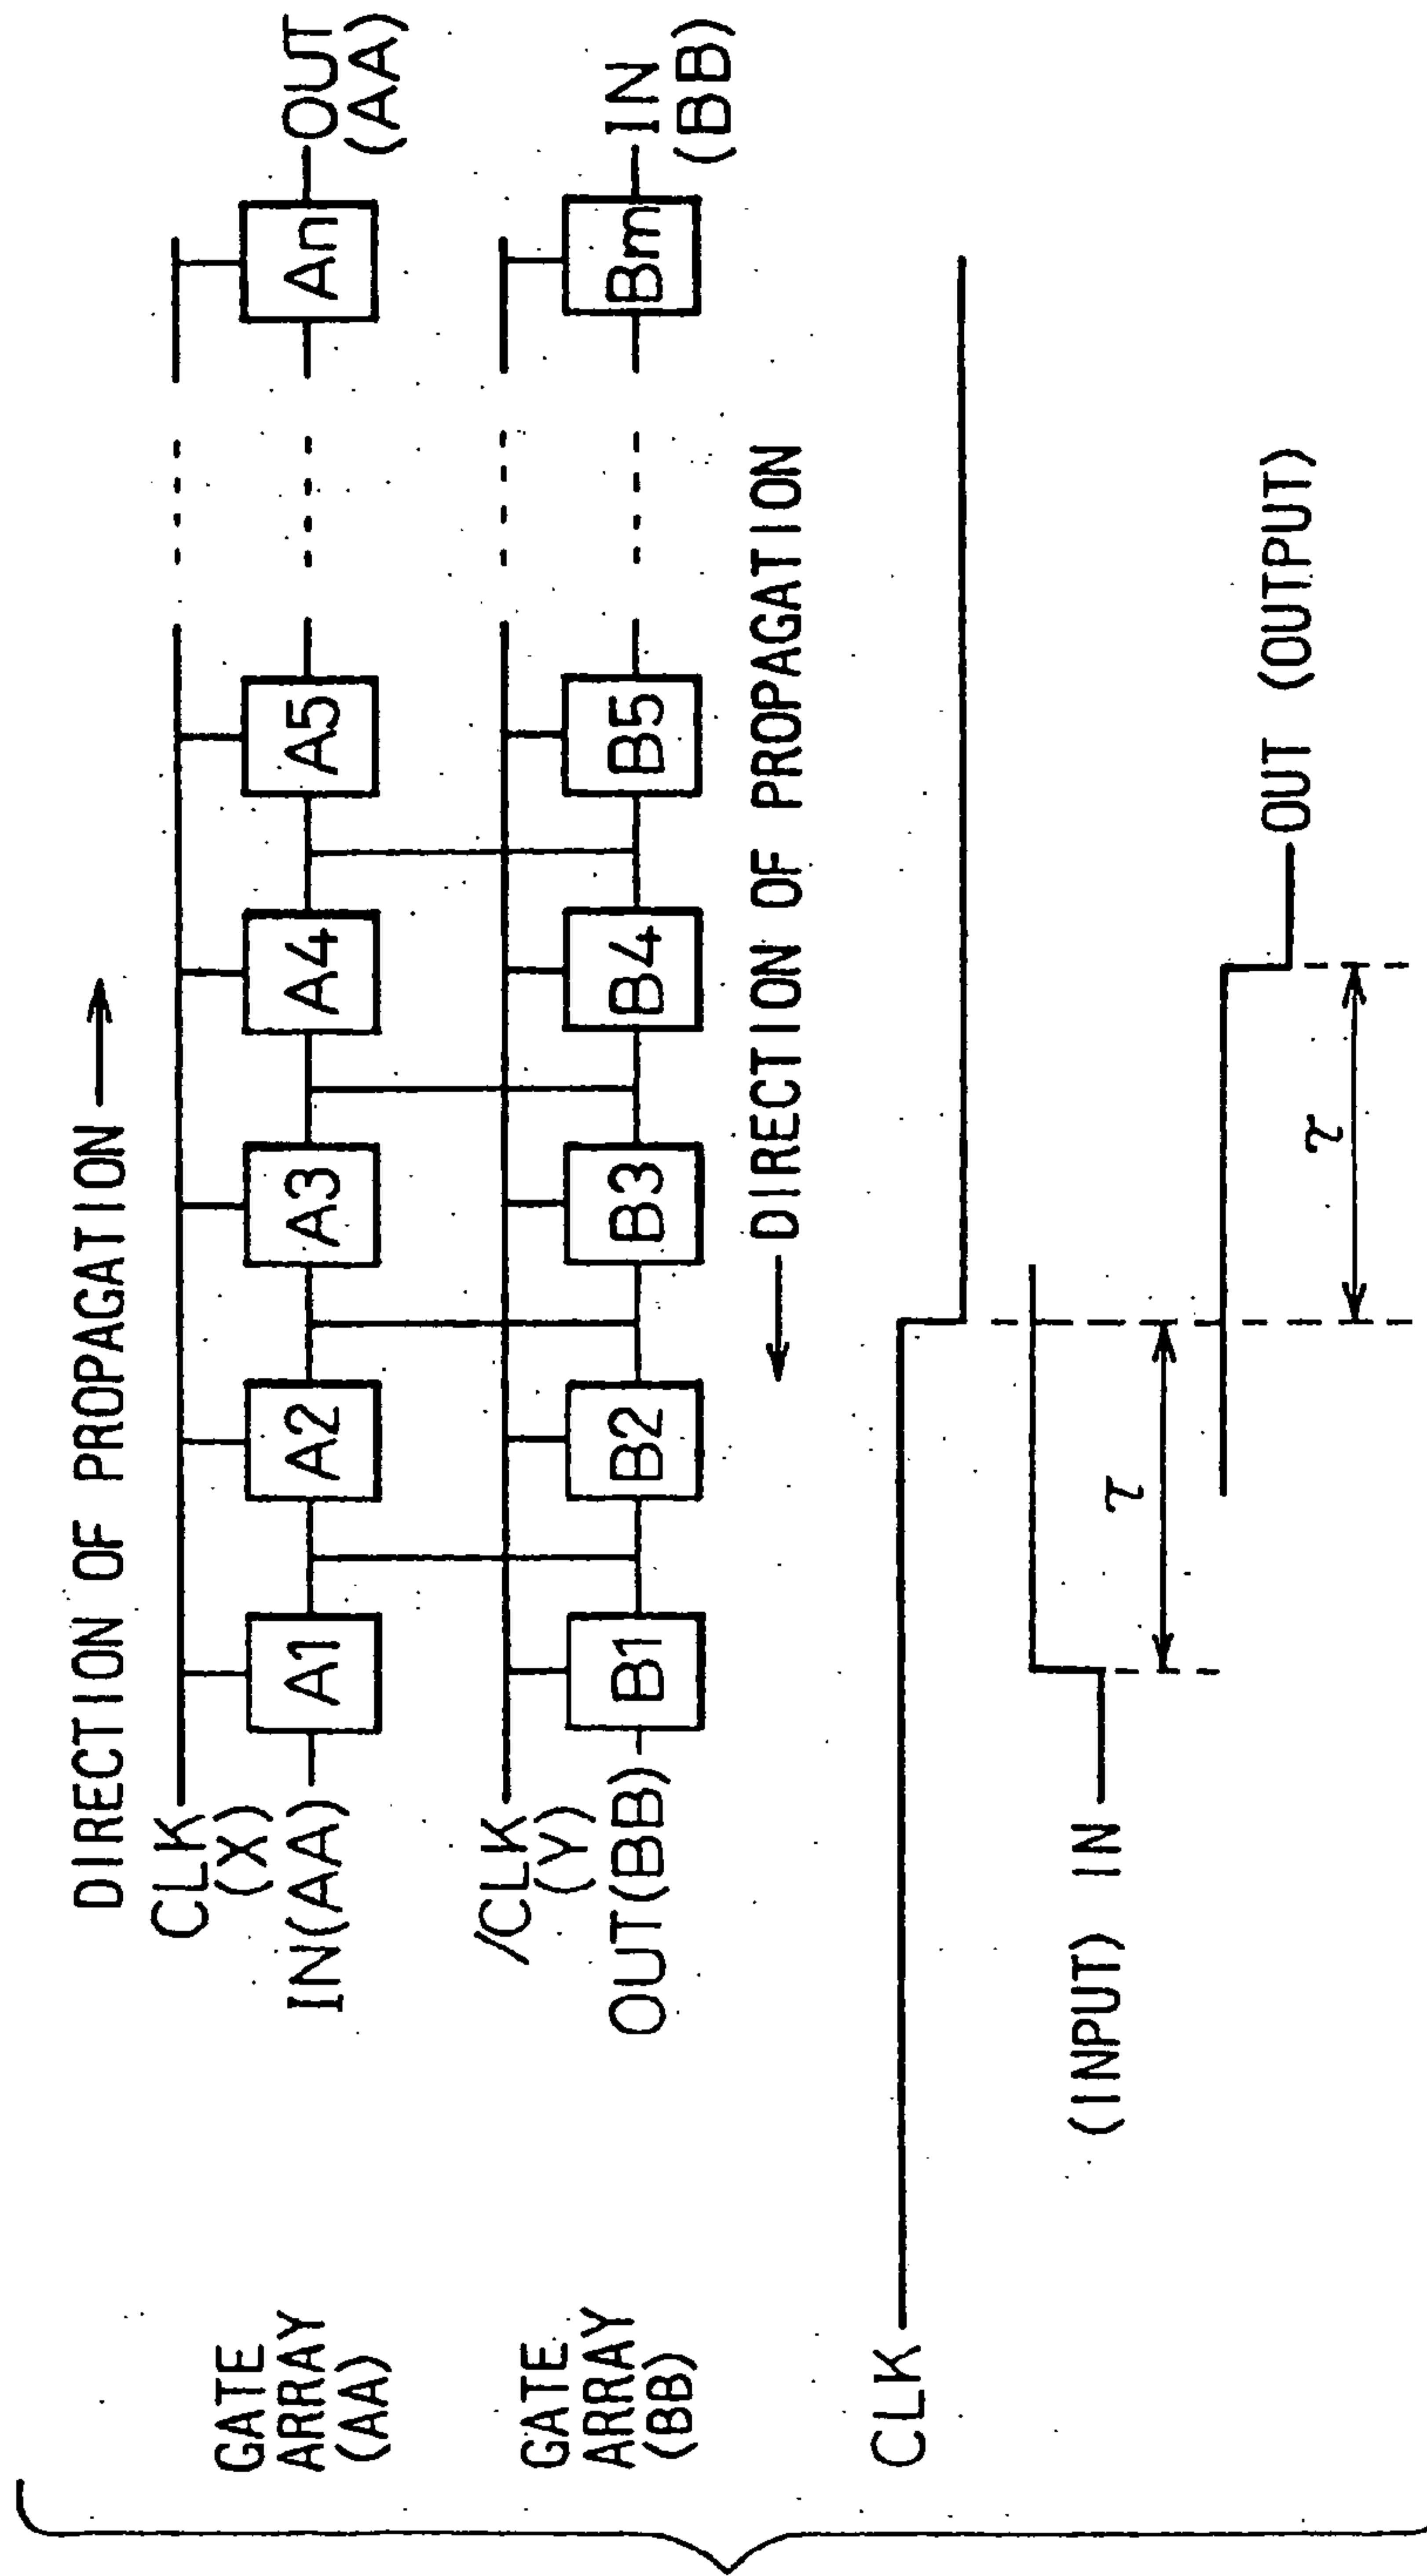 DIRECTION OF PROPAGATION
CLK
(X)
GATE
ARRAY
(AA)
IN(AA)
A1
A2
A3
A4
A5
An
OUT
(AA)
/CLK
(Y)
GATE
ARRAY
(BB)
OUT(BB)
B1
B2
B3
B4
B5
Bm
IN
(BB)
DIRECTION OF PROPAGATION
CLK
(INPUT) IN
τ
OUT (OUTPUT)
τ